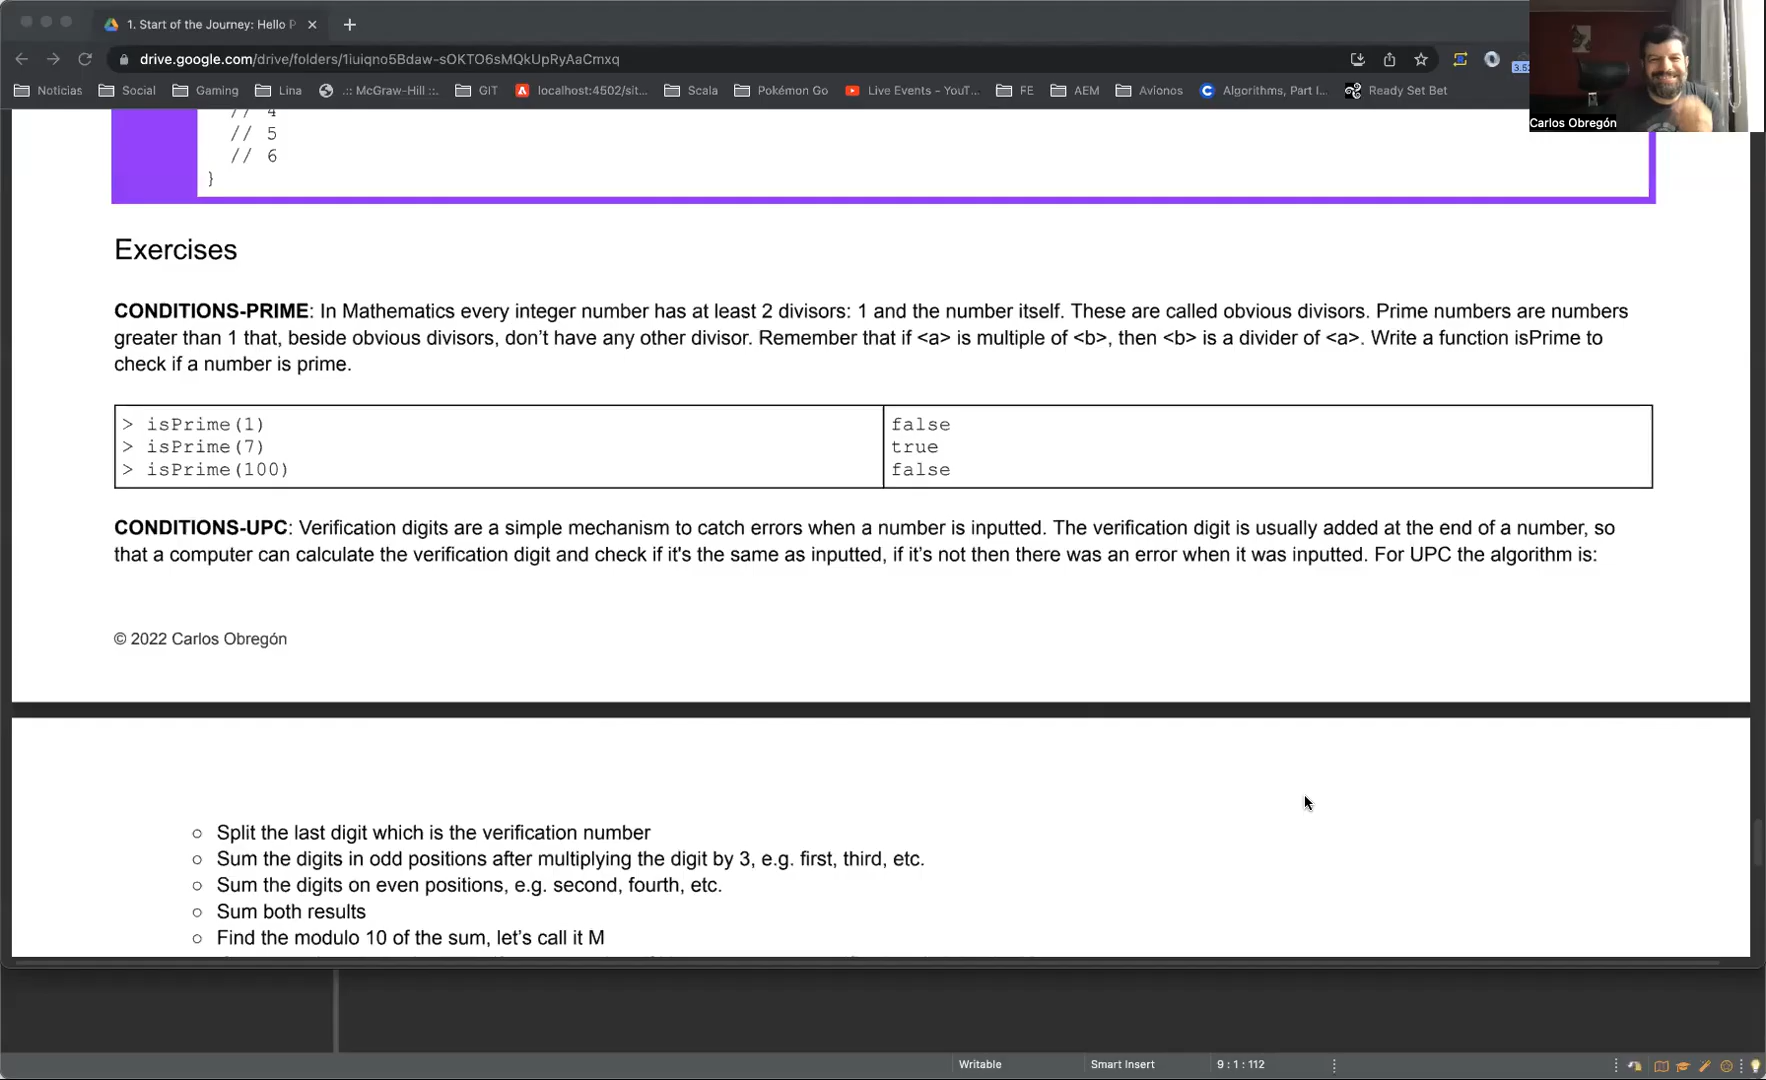 1. Start of the Journey: Hello P
drive.google.com/drive/folders/1iuiqno5Bdaw-sOKTO6sMQkUpRyAaCmxq
Noticias Social Gaming Lina .:: McGraw-Hill ::. GIT localhost:4502/sit... Scala Pokémon Go Live Events - YouT... FE AEM Avionos Algorithms, Part I... Ready Set Bet
Carlos Obregón
// 4
// 5
// 6
}
Exercises
CONDITIONS-PRIME: In Mathematics every integer number has at least 2 divisors: 1 and the number itself. These are called obvious divisors. Prime numbers are numbers
greater than 1 that, beside obvious divisors, don’t have any other divisor. Remember that if <a> is multiple of <b>, then <b> is a divider of <a>. Write a function isPrime to
check if a number is prime.
> isPrime(1) false
> isPrime(7) true
> isPrime(100) false
CONDITIONS-UPC: Verification digits are a simple mechanism to catch errors when a number is inputted. The verification digit is usually added at the end of a number, so
that a computer can calculate the verification digit and check if it's the same as inputted, if it’s not then there was an error when it was inputted. For UPC the algorithm is:
© 2022 Carlos Obregón
○ Split the last digit which is the verification number
○ Sum the digits in odd positions after multiplying the digit by 3, e.g. first, third, etc.
○ Sum the digits on even positions, e.g. second, fourth, etc.
○ Sum both results
○ Find the modulo 10 of the sum, let’s call it M
Writable Smart Insert 9 : 1 : 112